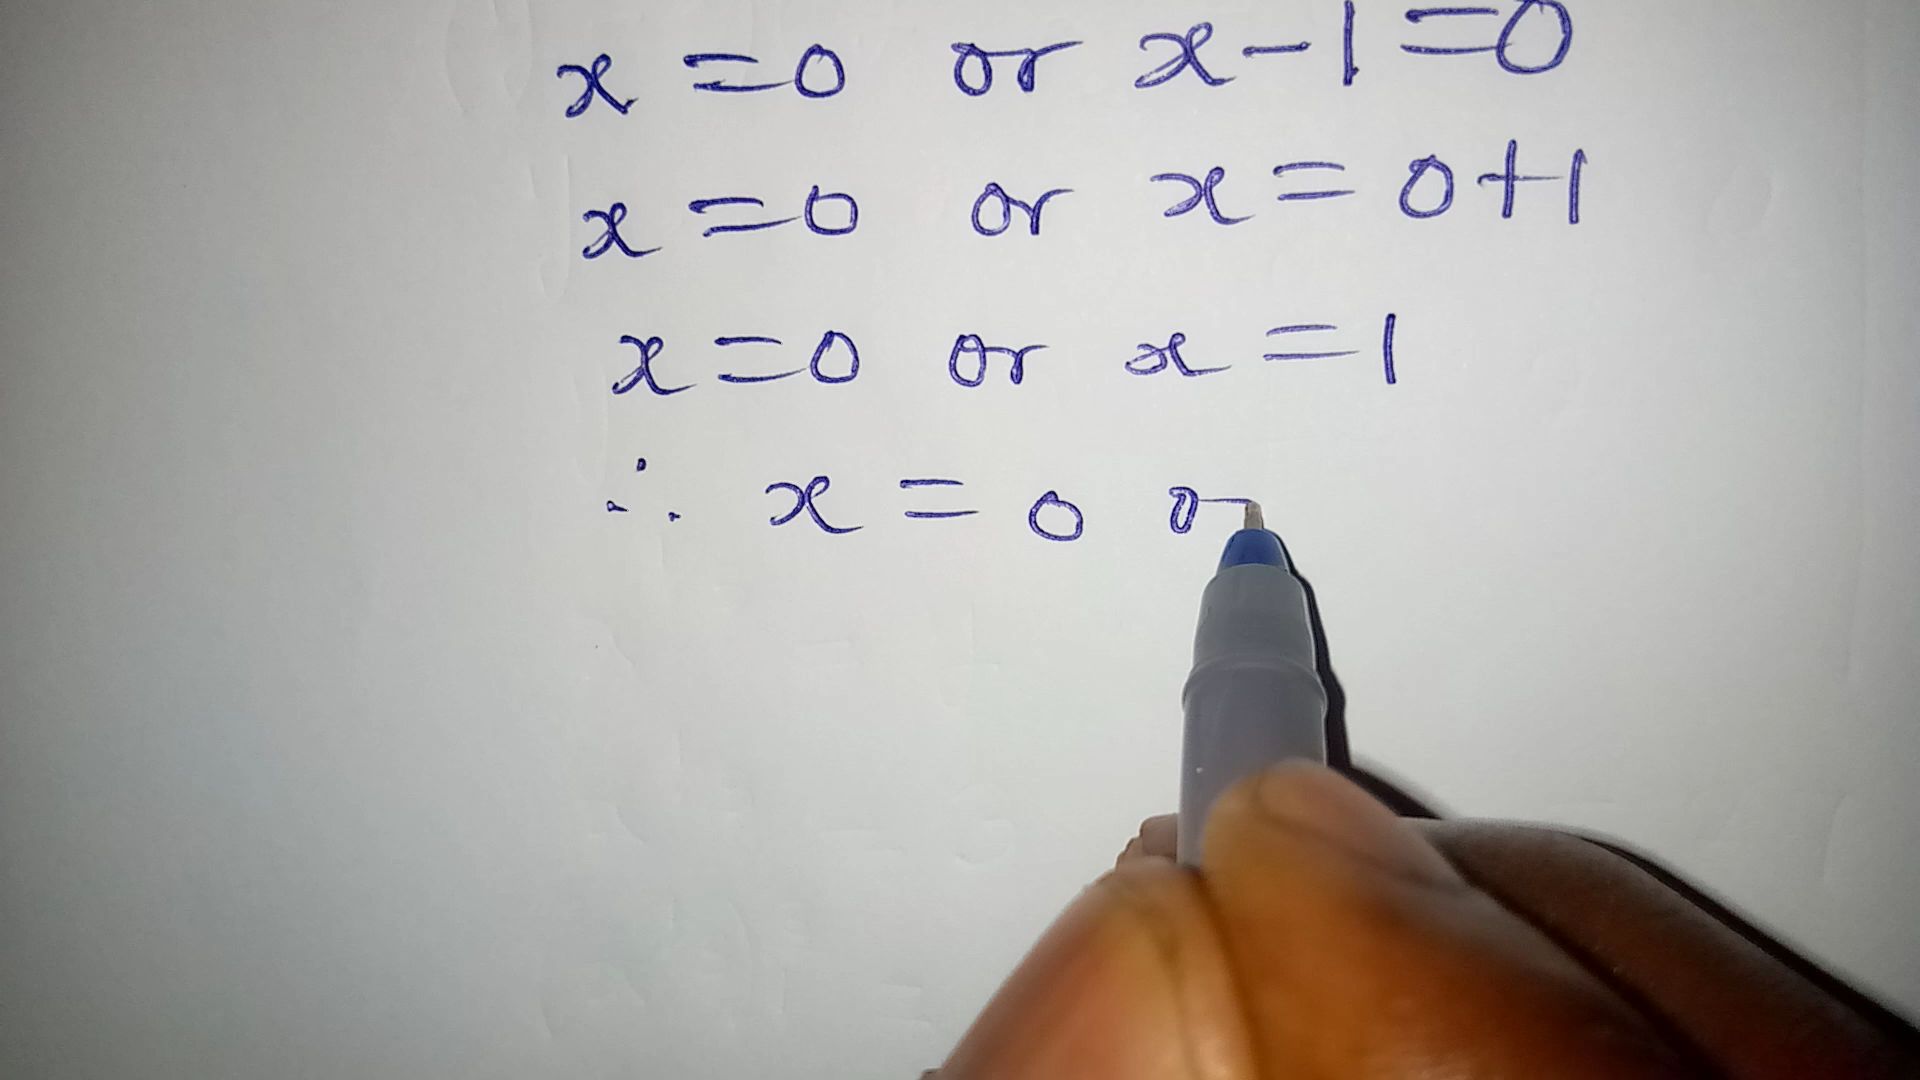 x = 0 or x - 1 = 0
x = 0 or x = 0 + 1
x = 0 or x = 1
∴ x = 0 o